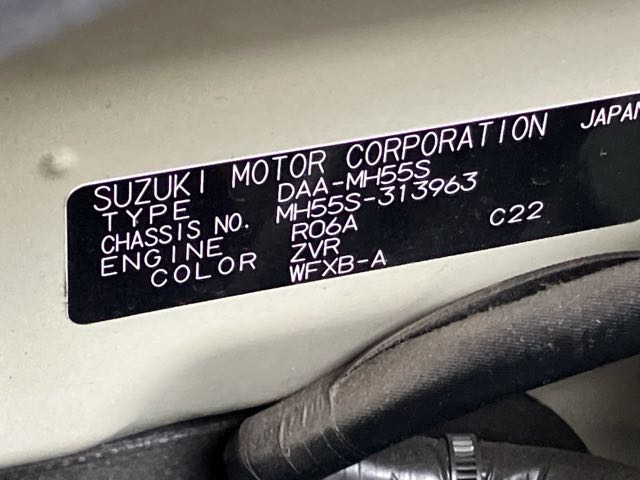 SUZUKI MOTOR CORPORATION JAPAN
TYPE DAA-MH55S
CHASSIS NO. MH55S-313963
ENGINE R06A C22
COLOR ZVR
WFXB-A